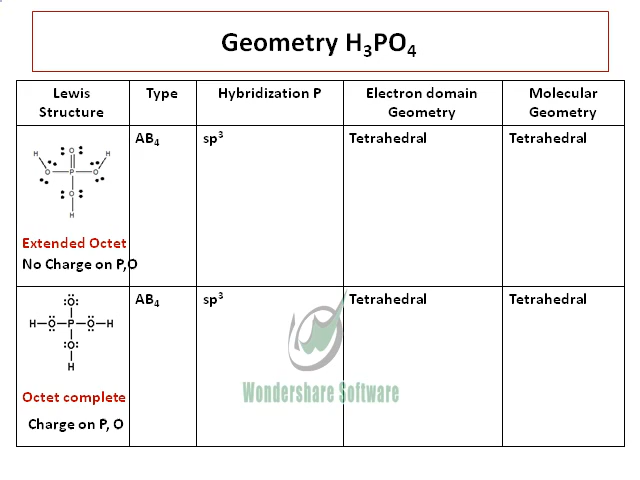 Geometry H₃PO₄
Lewis Structure
Type
Hybridization P
Electron domain Geometry
Molecular Geometry
H O H
O P O
O
H
Extended Octet
No Charge on P,O
AB₄
sp³
Tetrahedral
Tetrahedral
:Ö:
H–O–P–O–H
:O:
H
Octet complete
Charge on P, O
AB₄
sp³
Tetrahedral
Tetrahedral
Wondershare Software